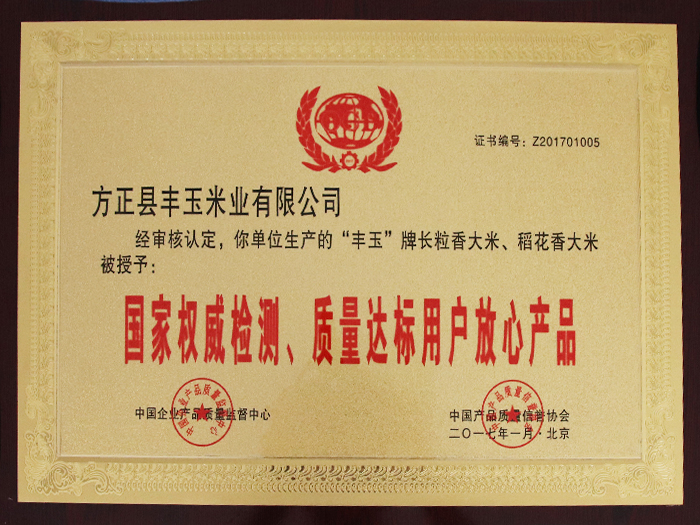 证书编号：Z201701005
方正县丰玉米业有限公司
经审核认定，你单位生产的“丰玉”牌长粒香大米、稻花香大米
被授予：
国家权威检测、质量达标用户放心产品
中国企业产品质量监督中心
中国产品质量信誉协会
二〇一七年一月·北京